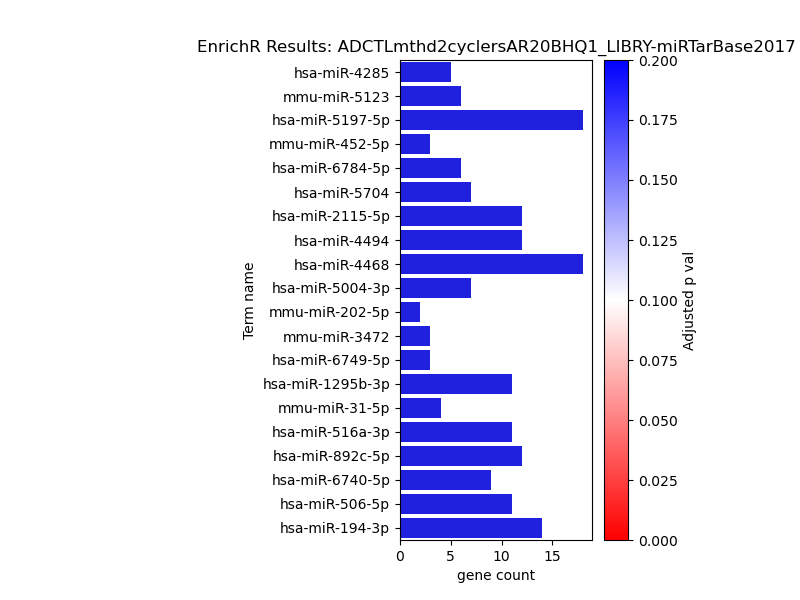 EnrichR Results: ADCTLmthd2cyclersAR20BHQ1_LIBRY-miRTarBase2017
hsa-miR-4285
mmu-miR-5123
hsa-miR-5197-5p
mmu-miR-452-5p
hsa-miR-6784-5p
hsa-miR-5704
hsa-miR-2115-5p
hsa-miR-4494
hsa-miR-4468
hsa-miR-5004-3p
mmu-miR-202-5p
mmu-miR-3472
hsa-miR-6749-5p
hsa-miR-1295b-3p
mmu-miR-31-5p
hsa-miR-516a-3p
hsa-miR-892c-5p
hsa-miR-6740-5p
hsa-miR-506-5p
hsa-miR-194-3p
Term name
0 5 10 15
gene count
0.200
0.175
0.150
0.125
0.100
0.075
0.050
0.025
0.000
Adjusted p val